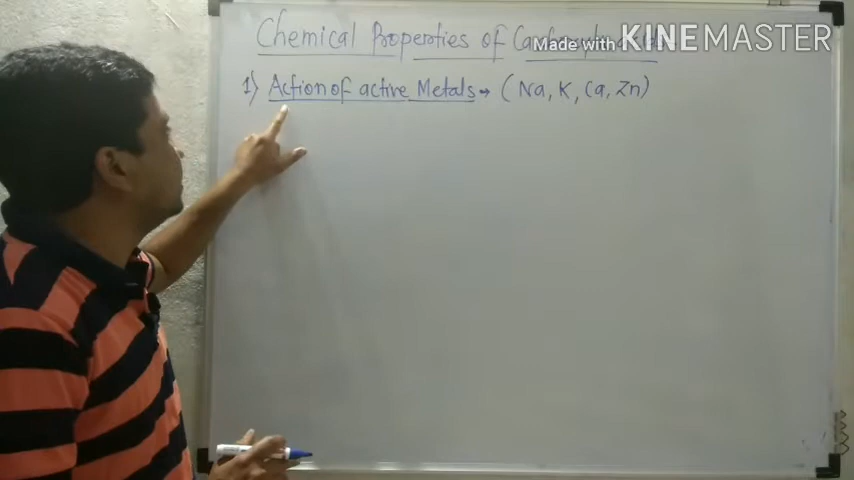 Chemical Properties of
Made with KINEMASTER
1) Action of active Metals → (Na, K, Ca, Zn)